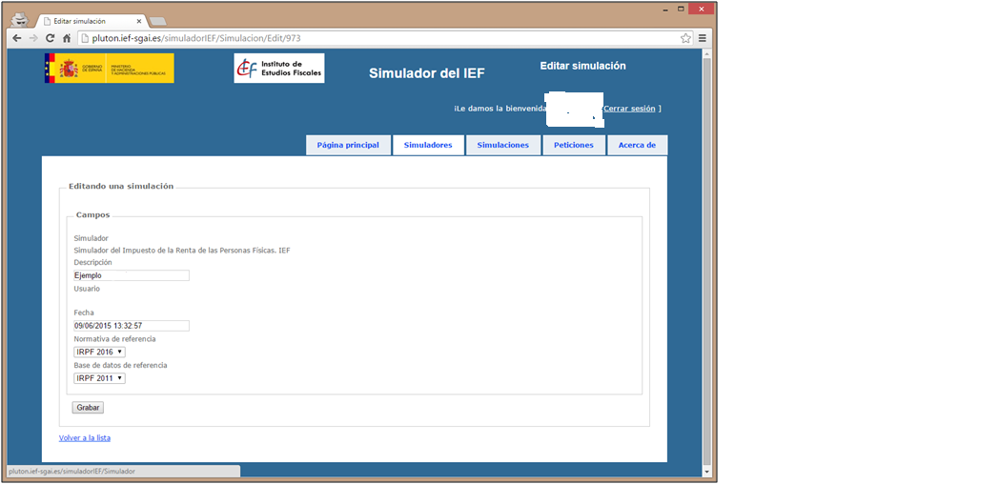 Editar simulación
pluton.ief-sgai.es/simuladorIEF/Simulacion/Edit/973
GOBIERNO DE ESPAÑA
MINISTERIO DE HACIENDA Y ADMINISTRACIONES PÚBLICAS
Instituto de
Estudios Fiscales
Simulador del IEF
Editar simulación
¡Le damos la bienvenida
Cerrar sesión ]
Página principal Simuladores Simulaciones Peticiones Acerca de
Editando una simulación
Campos
Simulador
Simulador del Impuesto de la Renta de las Personas Físicas. IEF
Descripción
Ejemplo
Usuario
Fecha
09/06/2015 13:32:57
Normativa de referencia
IRPF 2016
Base de datos de referencia
IRPF 2011
Grabar
Volver a la lista
pluton.ief-sgai.es/simuladorIEF/Simulador